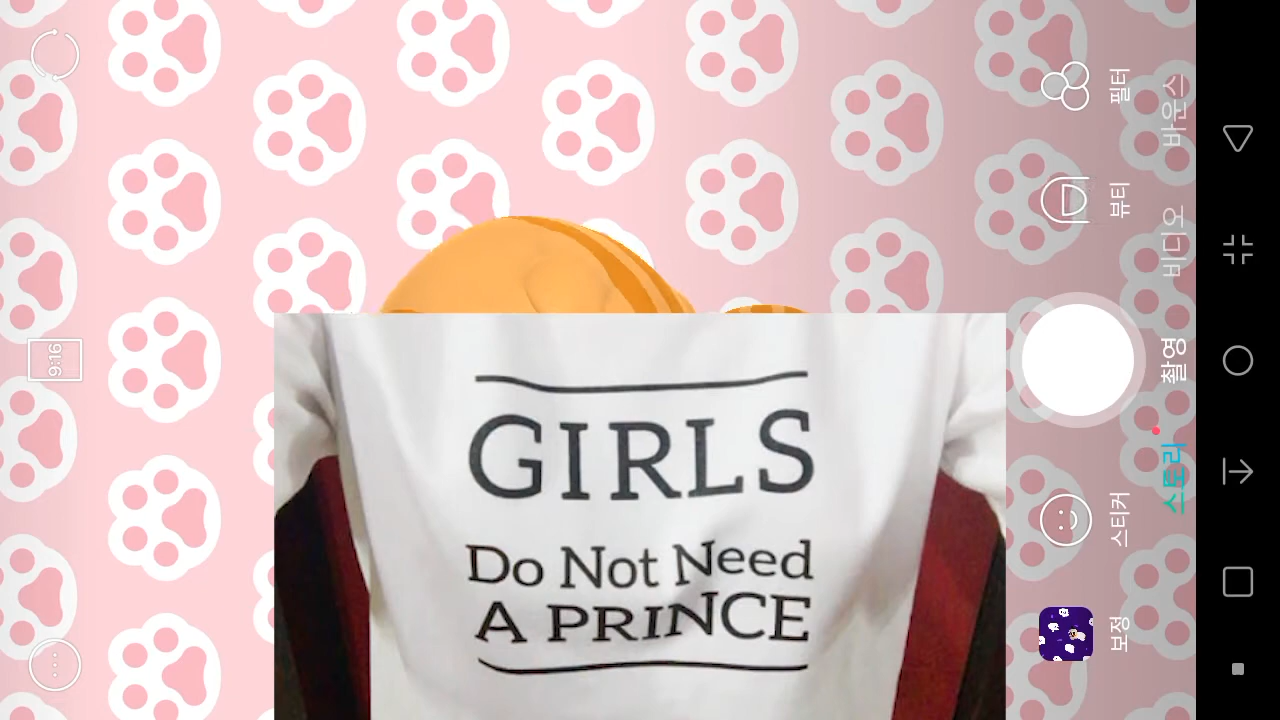 GIRLS
Do Not Need
A PRINCE
9:16
필터
뷰티
스티커
보정
바운스
비디오
촬영
스토리